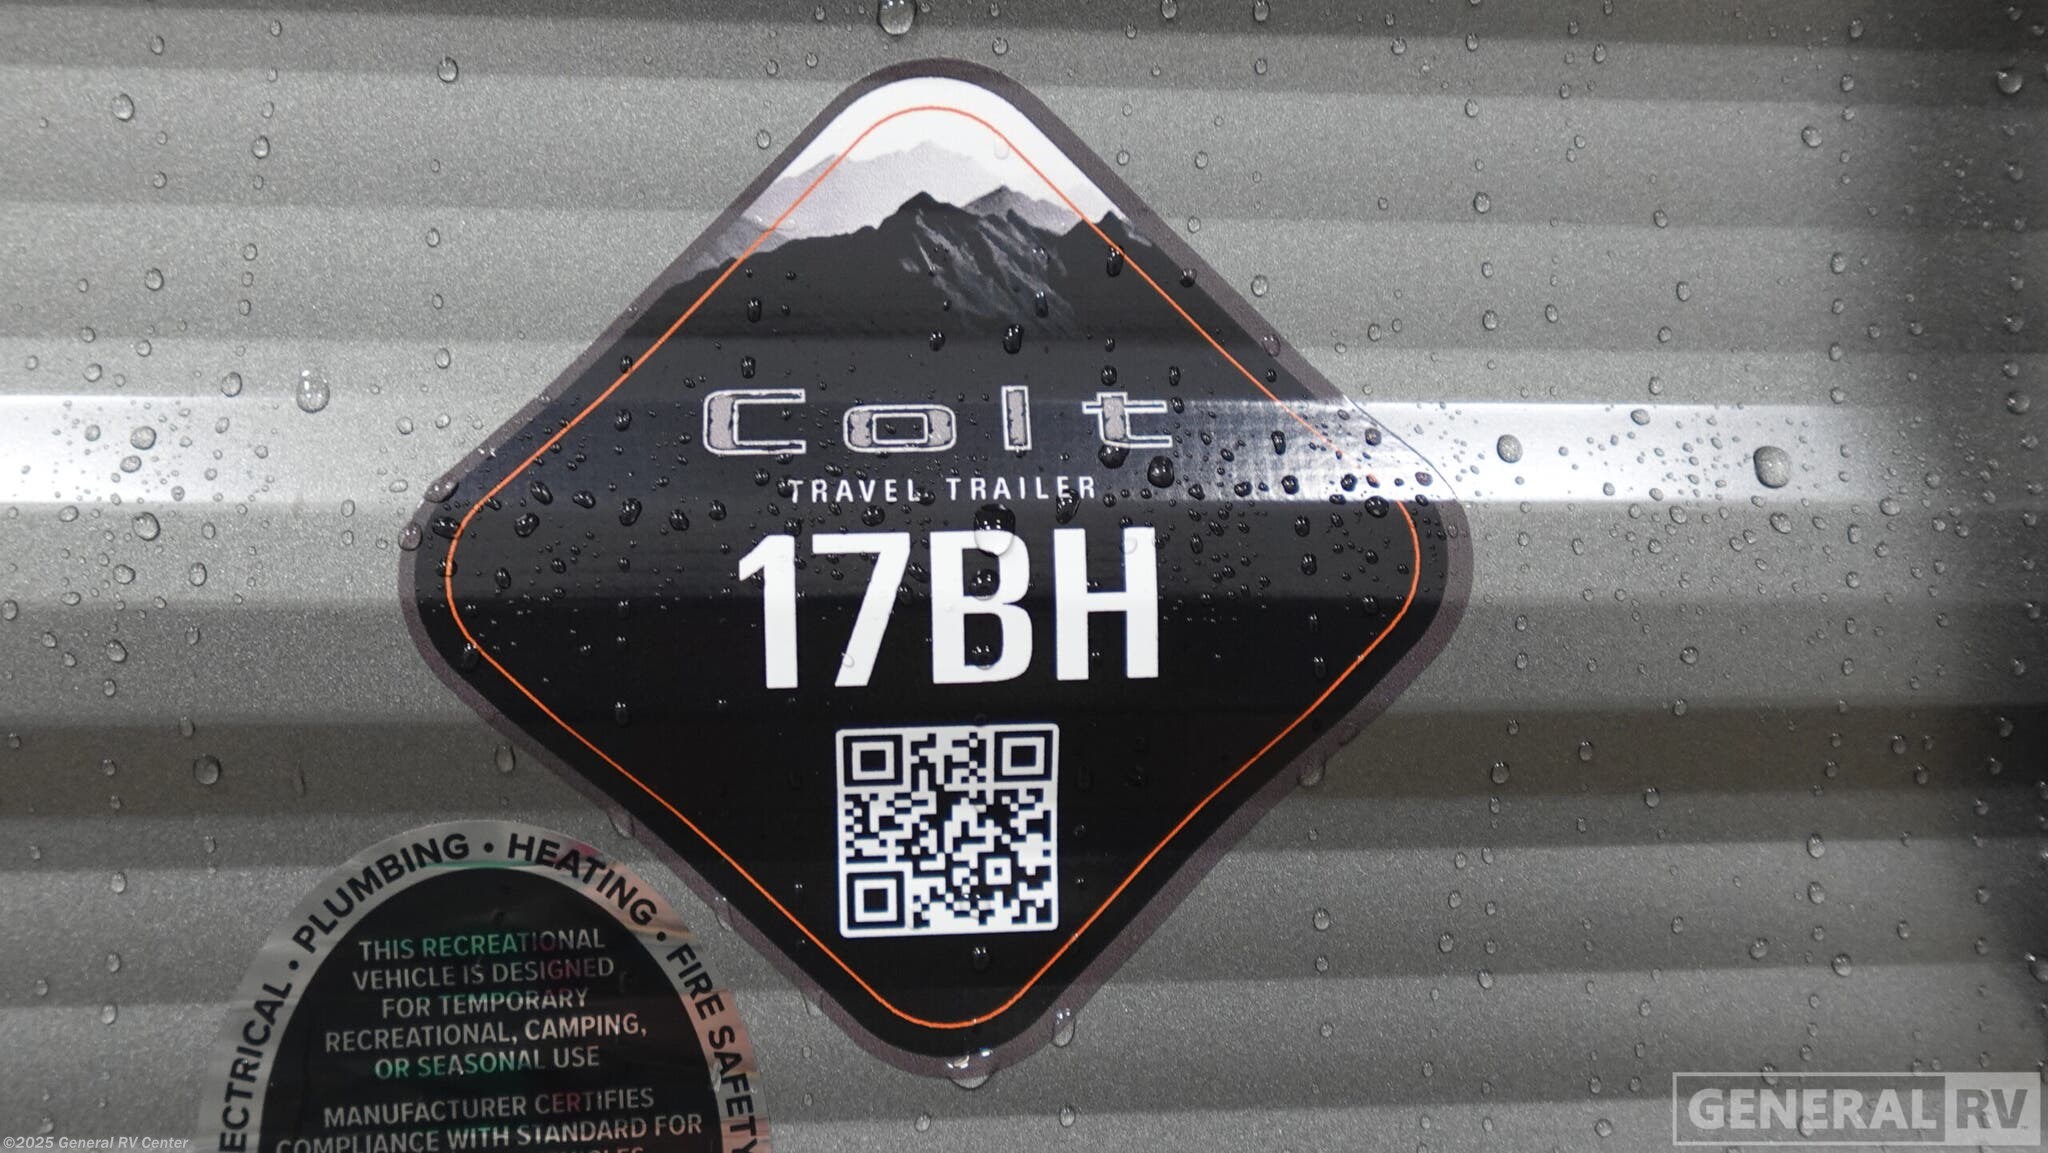 Colt
TRAVEL TRAILER
17BH
ECTRICAL • PLUMBING • HEATING • FIRE SAFETY
THIS RECREATIONAL
VEHICLE IS DESIGNED
FOR TEMPORARY
RECREATIONAL, CAMPING,
OR SEASONAL USE
MANUFACTURER CERTIFIES
COMPLIANCE WITH STANDARD FOR
©2025 General RV Center
GENERAL RV